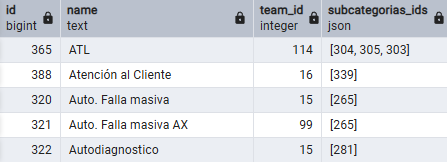 id name team_id subcategorias_ids
bigint text integer json
365 ATL 114 [304, 305, 303]
388 Atención al Cliente 16 [339]
320 Auto. Falla masiva 15 [265]
321 Auto. Falla masiva AX 99 [265]
322 Autodiagnostico 15 [281]